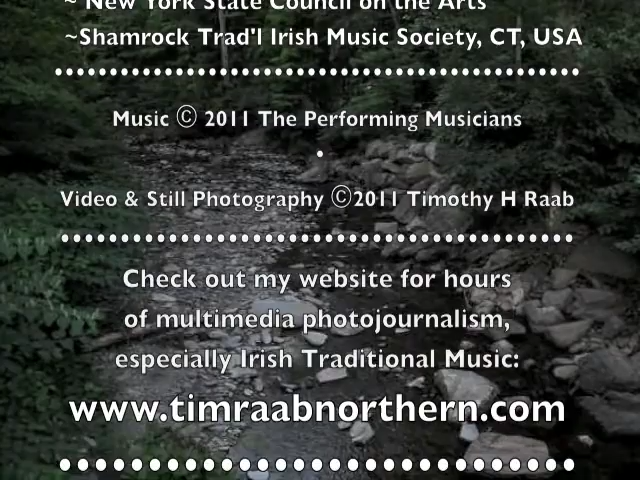 ~ New York State Council on the Arts
~Shamrock Trad'l Irish Music Society, CT, USA
Music © 2011 The Performing Musicians
•
Video & Still Photography ©2011 Timothy H Raab
Check out my website for hours
of multimedia photojournalism,
especially Irish Traditional Music:
www.timraabnorthern.com